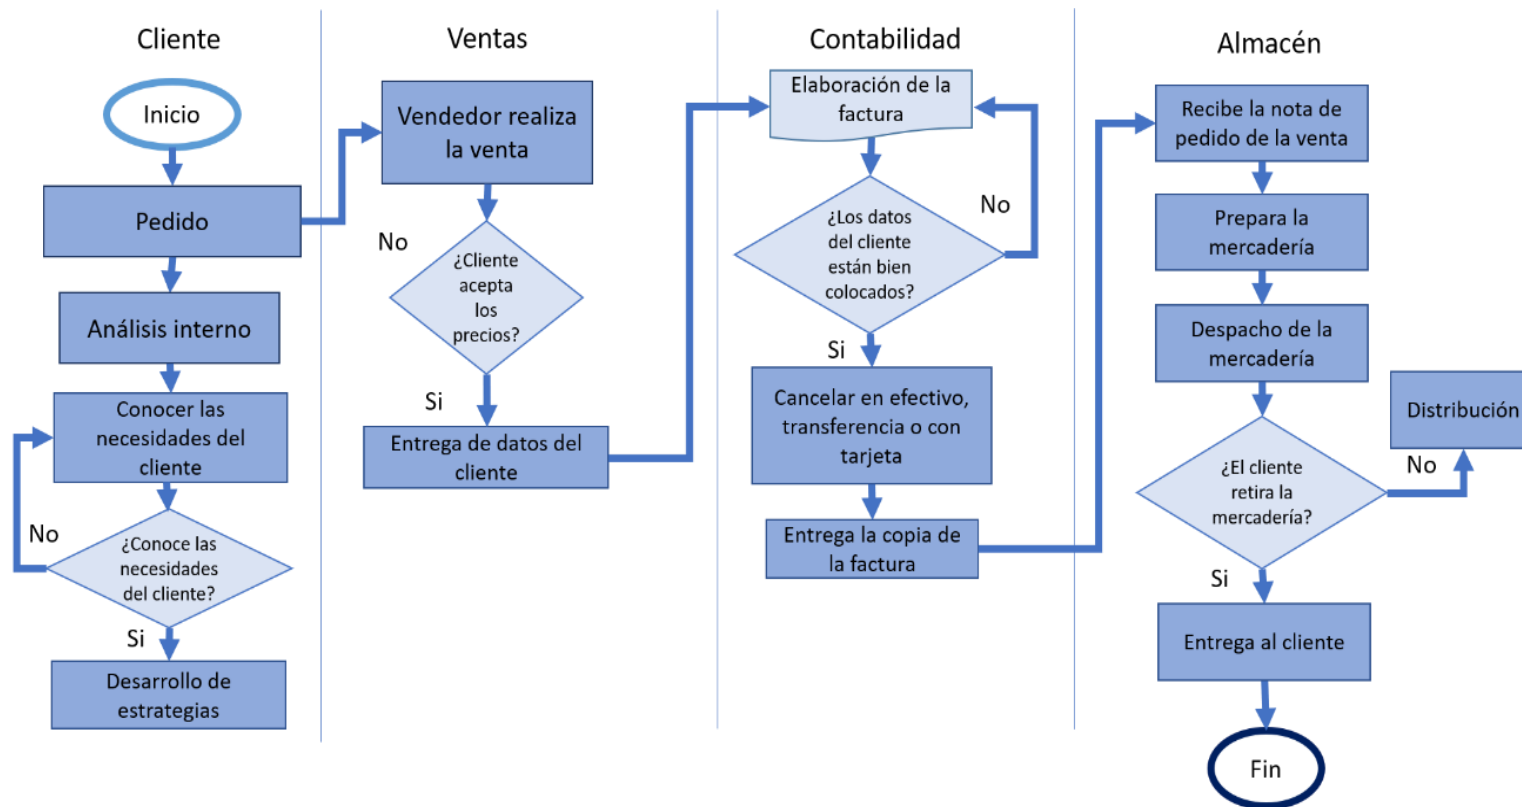 Cliente
Inicio
Pedido
Análisis interno
Conocer las
necesidades del
cliente
No
¿Conoce las
necesidades
del cliente?
Si
Desarrollo de
estrategias
Ventas
Vendedor realiza
la venta
No
¿Cliente
acepta
los
precios?
Si
Entrega de datos del
cliente
Contabilidad
Elaboración de la
factura
¿Los datos
del cliente
están bien
colocados?
No
Si
Cancelar en efectivo,
transferencia o con
tarjeta
Entrega la copia de
la factura
Almacén
Recibe la nota de
pedido de la venta
Prepara la
mercadería
Despacho de la
mercadería
Distribución
¿El cliente
retira la
mercadería?
No
Si
Entrega al cliente
Fin